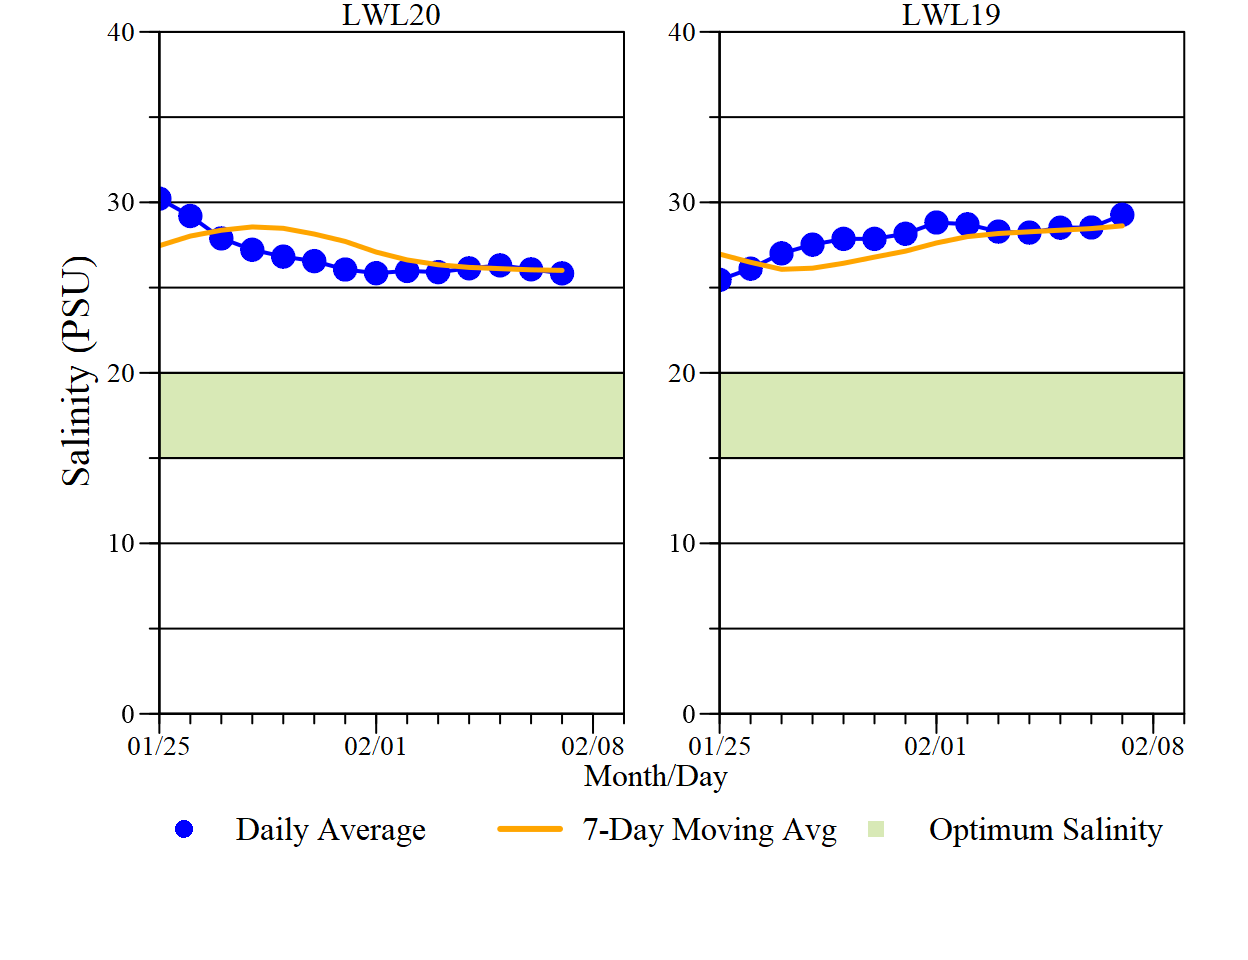 LWL20 LWL19
40 40
30 30
20 20
10 10
0 0
Salinity (PSU)
01/25 02/01 02/08 01/25 02/01 02/08
Month/Day
Daily Average 7-Day Moving Avg Optimum Salinity